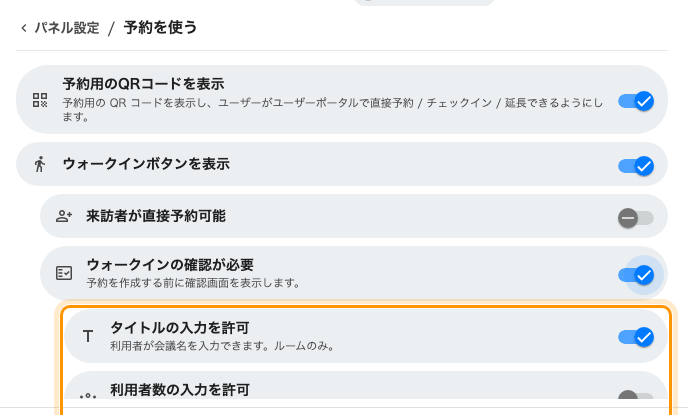 パネル設定 / 予約を使う
予約用のQRコードを表示
予約用の QR コードを表示し、ユーザーがユーザーポータルで直接予約 / チェックイン / 延長できるようにし
ます。
ウォークインボタンを表示
来訪者が直接予約可能
ウォークインの確認が必要
予約を作成する前に確認画面を表示します。
タイトルの入力を許可
利用者が会議名を入力できます。ルームのみ。
利用者数の入力を許可